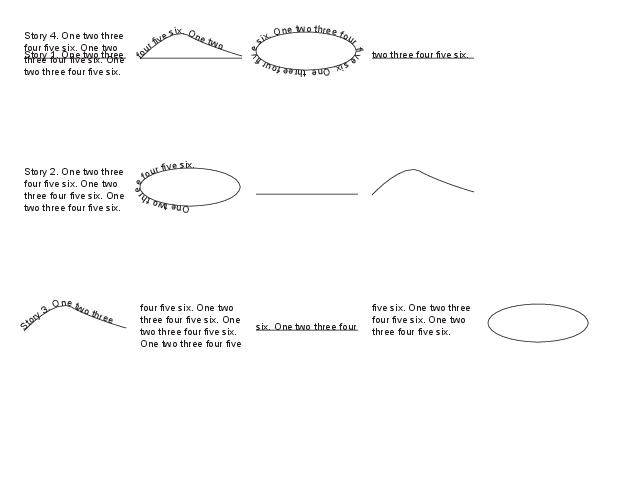 Story 4. One two three
four five six. One two
three four five six. One
two three four five six.
Story 1. One two three
four five six. One two
three four five six. One two three four five six. One
two three four five six.
Story 2. One two three
four five six. One two
three four five six. One
two three four five six.
One two three four five six.
Story 3. One two three
four five six. One two
three four five six. One
two three four five six.
One two three four five
six. One two three four
five six. One two
three four five six.